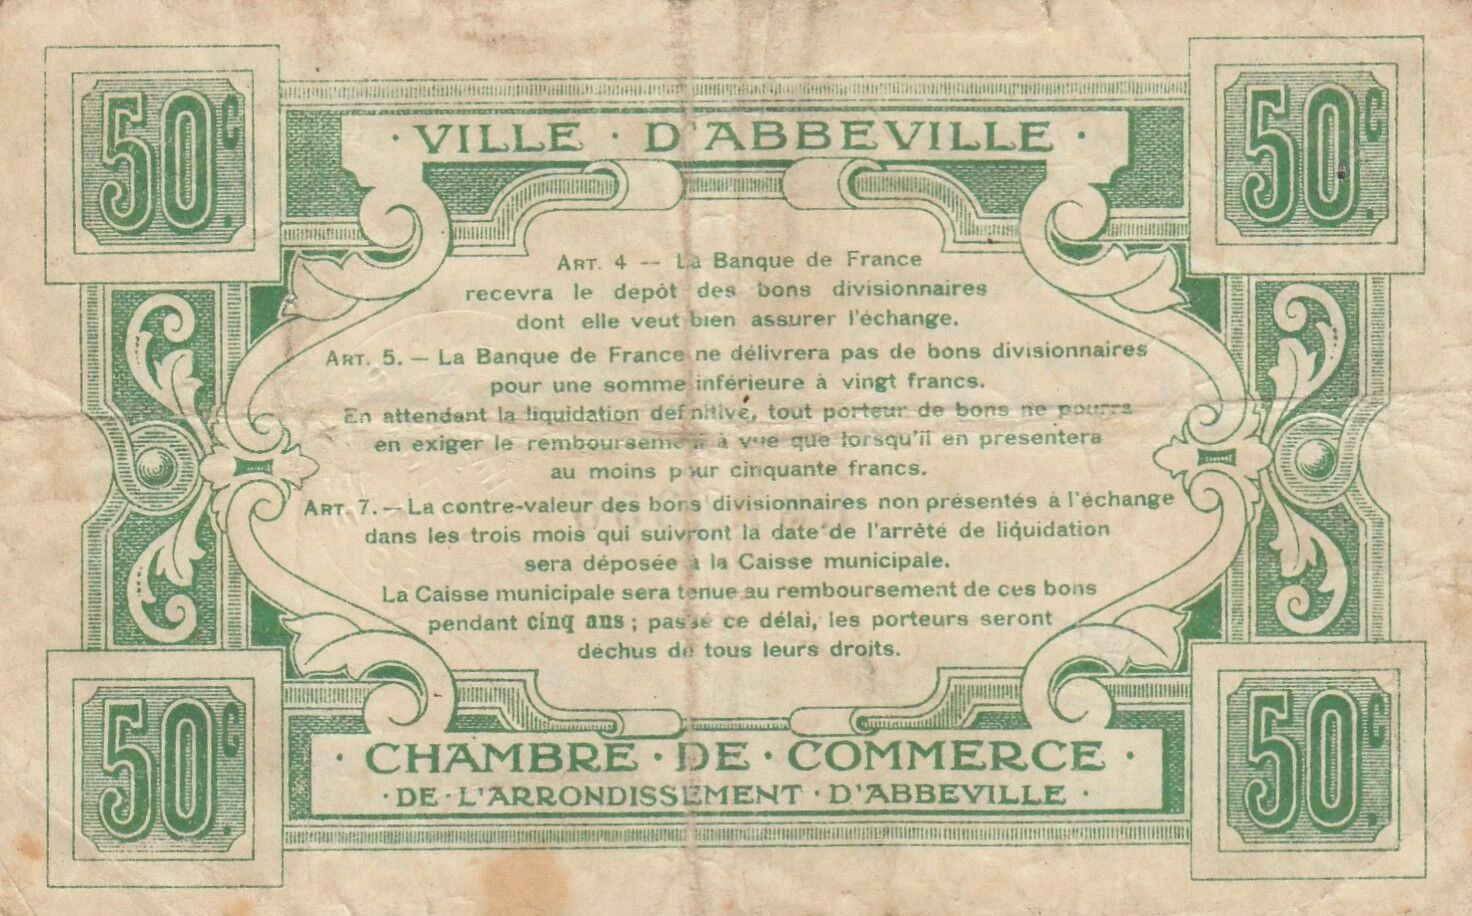 50c.
50c.
· VILLE · D'ABBEVILLE ·
ART. 4 -- La Banque de France
recevra le depôt des bons divisionnaires
dont elle veut bien assurer l'échange.
ART. 5. — La Banque de France ne délivrera pas de bons divisionnaires
pour une somme inférieure à vingt francs.
En attendant la liquidation définitive, tout porteur de bons ne pourra
en exiger le remboursement à vue que lorsqu'il en presentera
au moins pour cinquante francs.
ART. 7. — La contre-valeur des bons divisionnaires non présentés à l'échange
dans les trois mois qui suivront la date de l'arrêté de liquidation
sera déposée à la Caisse municipale.
La Caisse municipale sera tenue au remboursement de ces bons
pendant cinq ans ; passé ce délai, les porteurs seront
déchus de tous leurs droits.
50c.
50c.
· CHAMBRE · DE · COMMERCE ·
· DE · L'ARRONDISSEMENT · D'ABBEVILLE ·